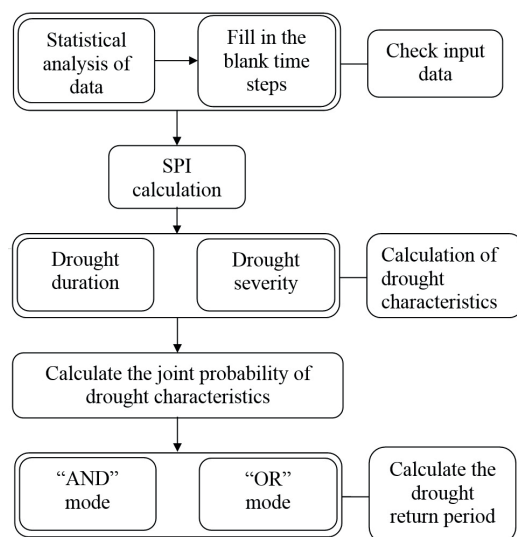 Statistical
analysis of
data
Fill in the
blank time
steps
Check input
data
SPI
calculation
Drought
duration
Drought
severity
Calculation of
drought
characteristics
Calculate the joint probability of
drought characteristics
“AND”
mode
“OR”
mode
Calculate the
drought
return period